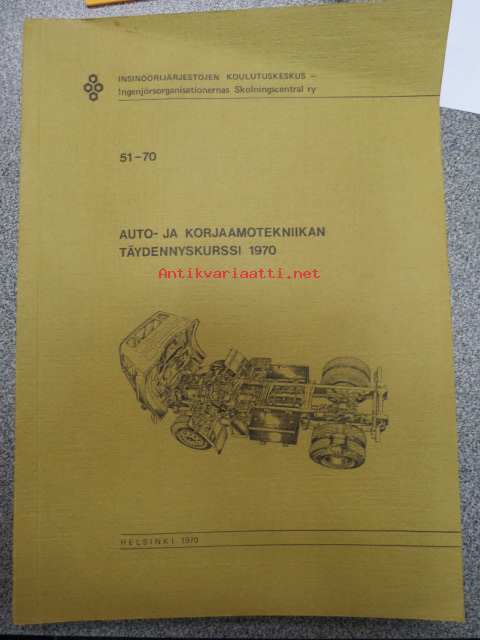 INSINÖÖRIJÄRJESTÖJEN KOULUTUSKESKUS –
Ingenjörsorganisationernas Skolningscentral ry
51-70
AUTO- JA KORJAAMOTEKNIIKAN
TÄYDENNYSKURSSI 1970
Antikvariaatti.net
HELSINKI 1970